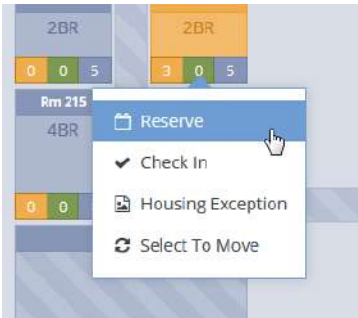 2BR 2BR
0 0 5 3 0 5
Rm 215
4BR
0 0
Reserve
Check In
Housing Exception
Select To Move